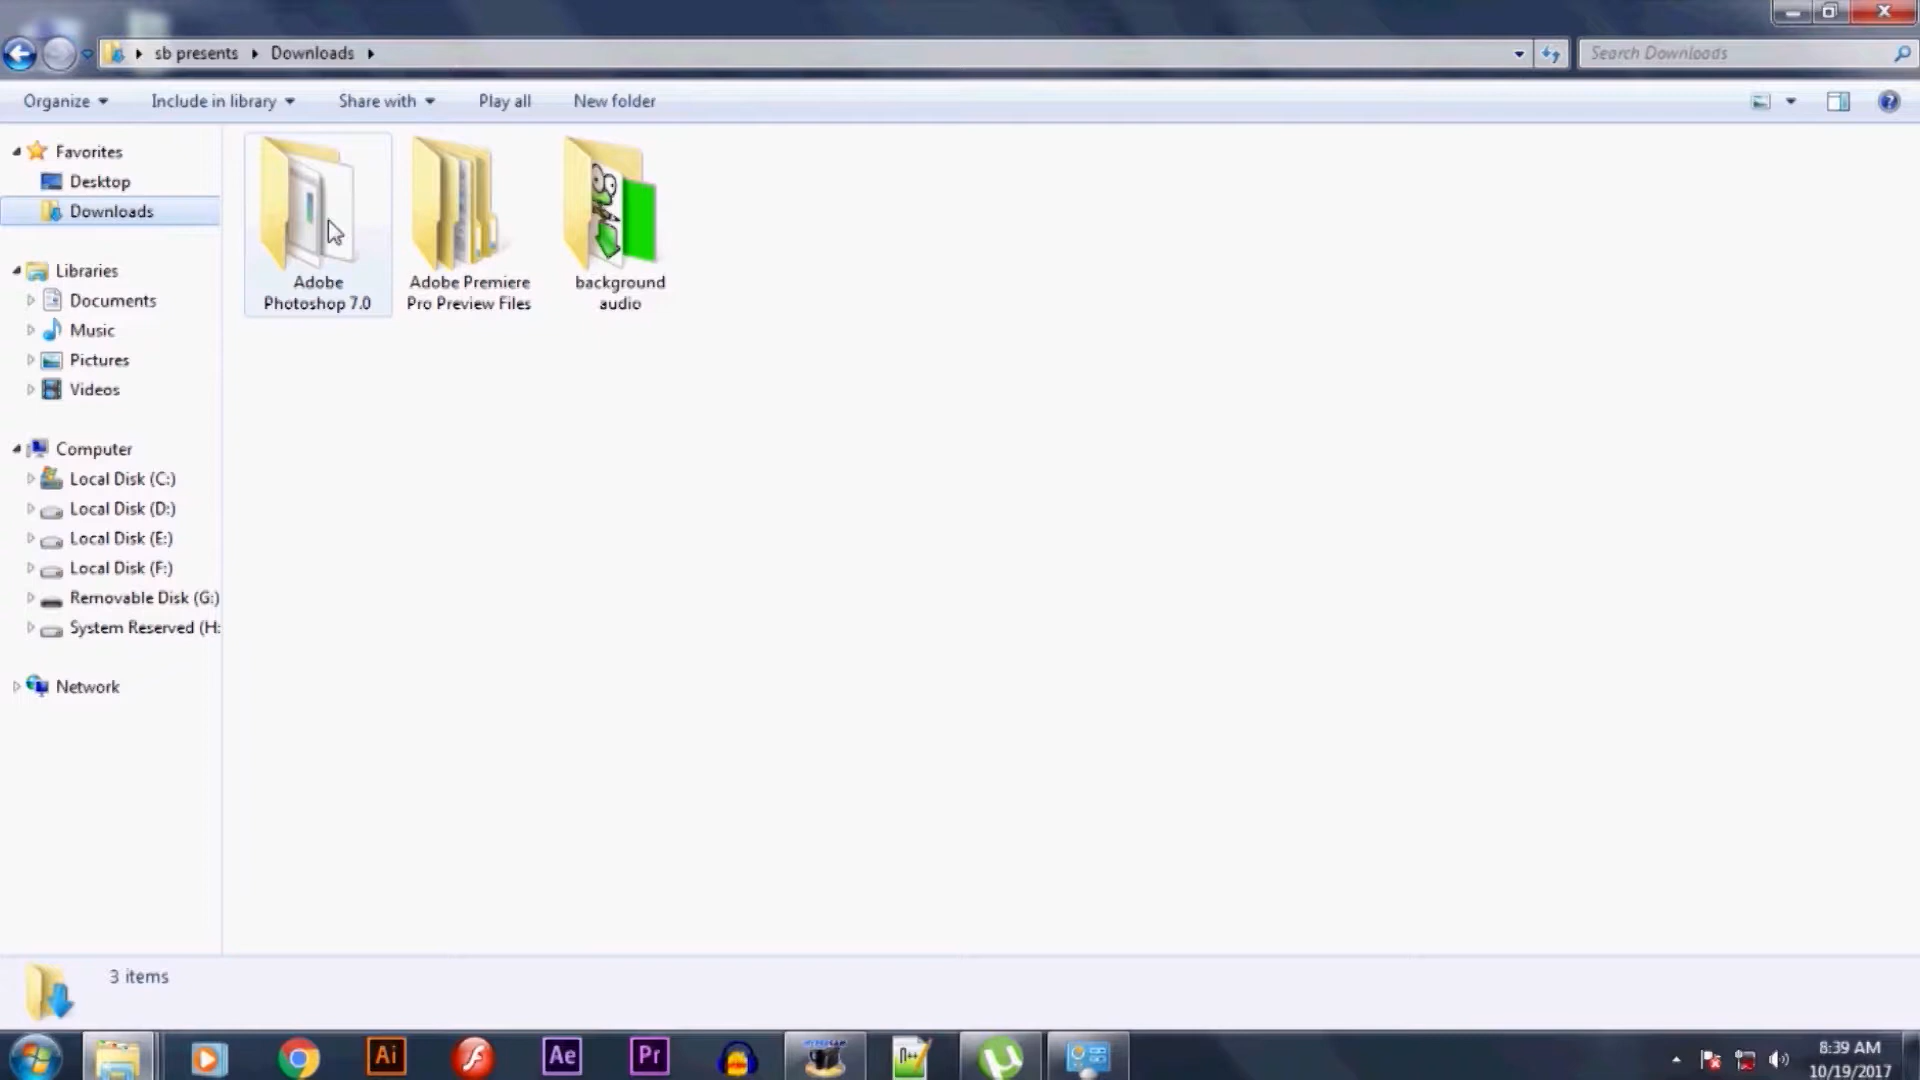 sb presents
Downloads
Search Downloads
Organize
Include in library
Share with
Play all
New folder
Favorites
Desktop
Downloads
Libraries
Documents
Music
Pictures
Videos
Computer
Local Disk (C:)
Local Disk (D:)
Local Disk (E:)
Local Disk (F:)
Removable Disk (G:)
System Reserved (H:
Network
Adobe
Photoshop 7.0
Adobe Premiere
Pro Preview Files
background
audio
3 items
Ai
Ae
Pr
8:39 AM
10/19/2017